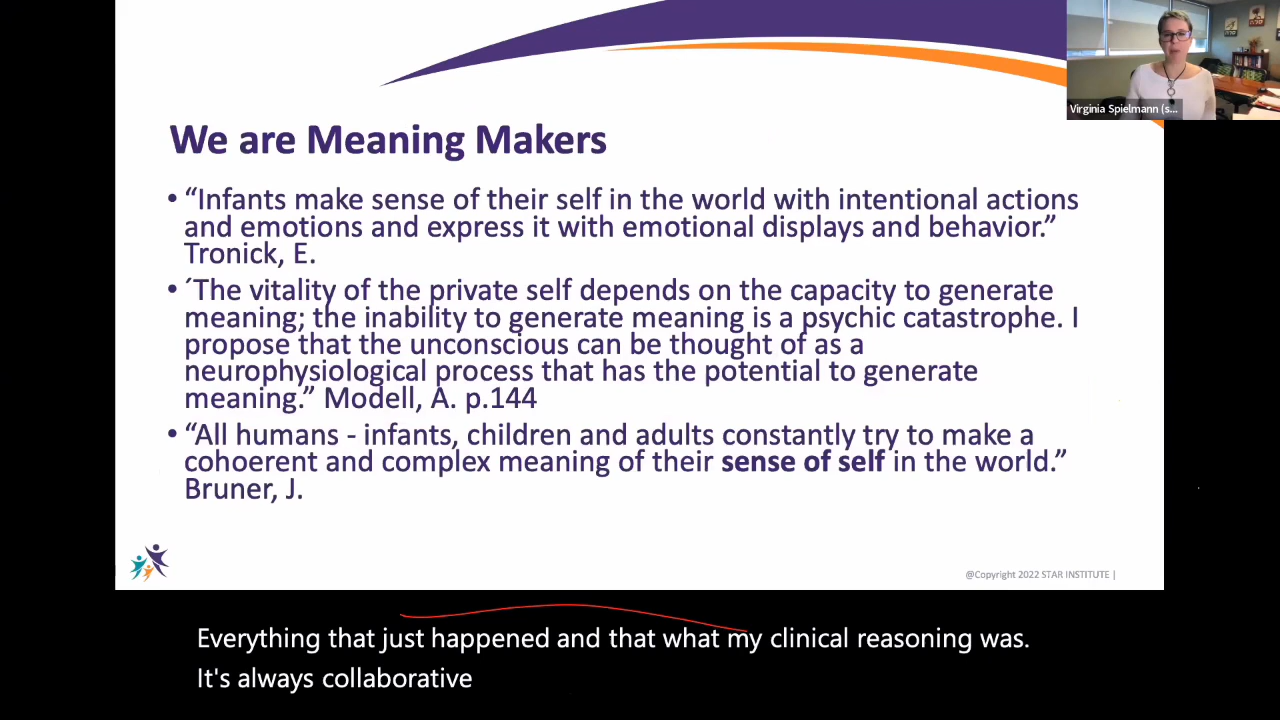 Virginia Spielmann (s...
We are Meaning Makers
• “Infants make sense of their self in the world with intentional actions
and emotions and express it with emotional displays and behavior.”
Tronick, E.
• ´The vitality of the private self depends on the capacity to generate
meaning; the inability to generate meaning is a psychic catastrophe. I
propose that the unconscious can be thought of as a
neurophysiological process that has the potential to generate
meaning.” Modell, A. p.144
• “All humans - infants, children and adults constantly try to make a
cohoerent and complex meaning of their sense of self in the world.”
Bruner, J.
@Copyright 2022 STAR INSTITUTE |
Everything that just happened and that what my clinical reasoning was.
It's always collaborative